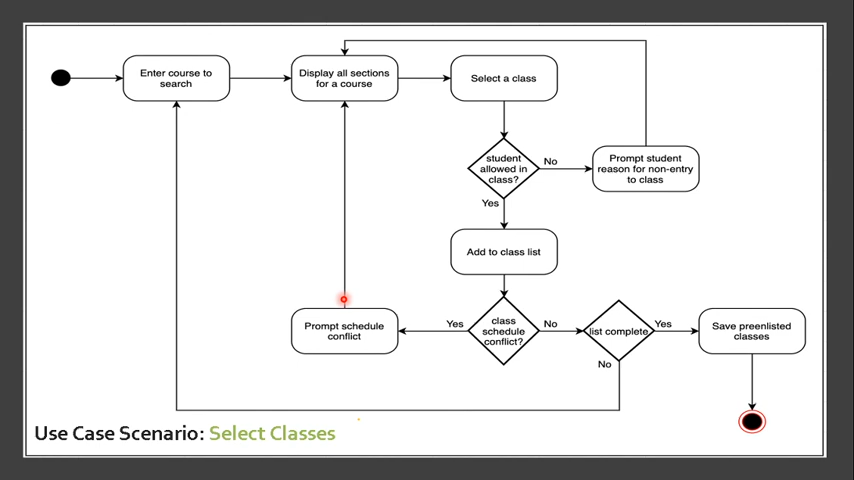 Enter course to
search
Display all sections
for a course
Select a class
student
allowed in
class?
No
Prompt student
reason for non-entry
to class
Yes
Add to class list
Prompt schedule
conflict
Yes
class
schedule
conflict?
No
list complete
Yes
Save preenlisted
classes
No
Use Case Scenario: Select Classes